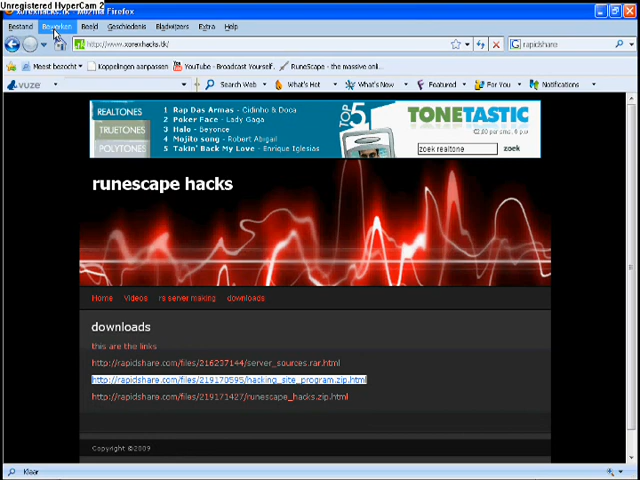 Unregistered HyperCam 2
Bestand Bewerken Beeld Geschiedenis Bladwijzers Extra Help
http://www.xorexhacks.tk/
rapidshare
Meest bezocht Koppelingen aanpassen YouTube - Broadcast Yourself. RuneScape - the massive onli...
vuze Search Web What's Hot What's New Featured For You Notifications
REALTONES
TRUETONES
POLYTONES
1 Rap Das Armas - Cidinho & Doca
2 Poker Face - Lady Gaga
3 Halo - Beyonce
4 Mojito song - Robert Abigail
5 Takin' Back My Love - Enrique Iglesias
TOP 5
TONETASTIC
zoek realtone zoek
runescape hacks
Home Videos rs server making downloads
downloads
this are the links
http://rapidshare.com/files/216237144/server_sources.rar.html
http://rapidshare.com/files/219170595/hacking_site_program.zip.html
http://rapidshare.com/files/219171427/runescape_hacks.zip.html
Copyright ©2009
Klaar